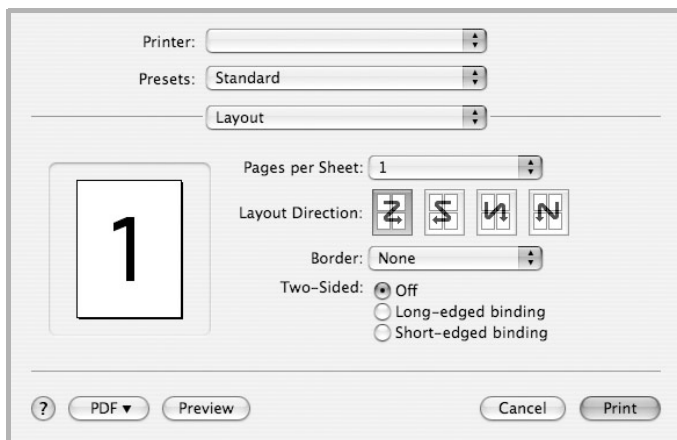 Printer:
Presets: Standard
Layout
Pages per Sheet: 1
1
Layout Direction:
Border: None
Two-Sided: Off
Long-edged binding
Short-edged binding
? PDF▼ Preview Cancel Print